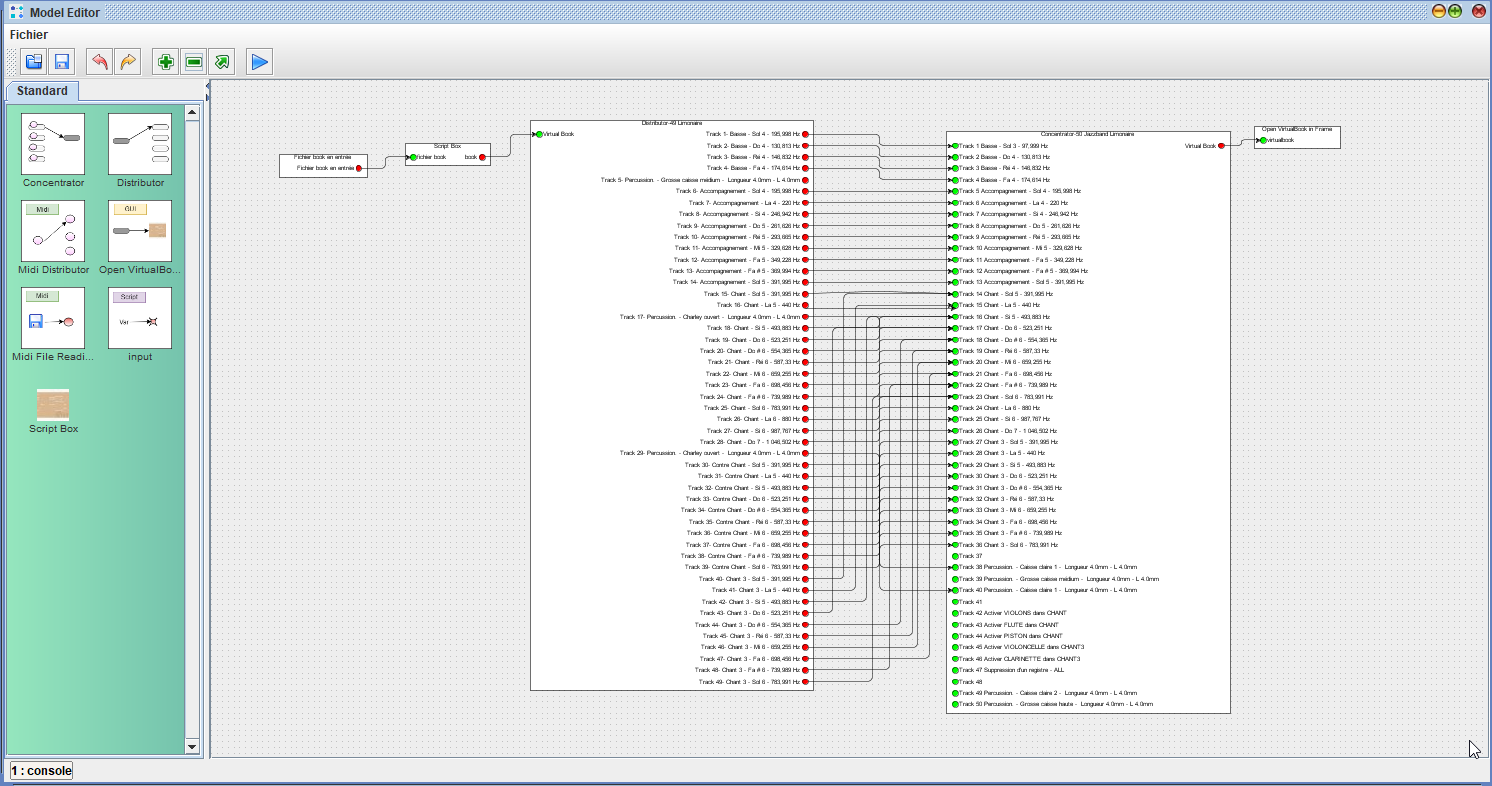 Model Editor
Fichier
Standard
Concentrator
Distributor
Midi
GUI
Midi Distributor
Open VirtualBo...
Midi
Script
Var
Midi File Readi...
input
Script Box
Fichier book en entrée
Fichier book en entrée
Script Box
fichier book
book
Distributor-49 Limonaire
Virtual Book
Track 1- Basse - Sol 4 - 195,998 Hz
Track 2- Basse - Do 4 - 130,813 Hz
Track 3- Basse - Ré 4 - 146,832 Hz
Track 4- Basse - Fa 4 - 174,614 Hz
Track 5- Percussion. - Grosse caisse médium - Longueur 4.0mm - L 4.0mm
Track 6- Accompagnement - Sol 4 - 195,998 Hz
Track 7- Accompagnement - La 4 - 220 Hz
Track 8- Accompagnement - Si 4 - 246,942 Hz
Track 9- Accompagnement - Do 5 - 261,626 Hz
Track 10- Accompagnement - Ré 5 - 293,665 Hz
Track 11- Accompagnement - Mi 5 - 329,628 Hz
Track 12- Accompagnement - Fa 5 - 349,228 Hz
Track 13- Accompagnement - Fa # 5 - 369,994 Hz
Track 14- Accompagnement - Sol 5 - 391,995 Hz
Track 15- Chant - Sol 5 - 391,995 Hz
Track 16- Chant - La 5 - 440 Hz
Track 17- Percussion. - Charley ouvert - Longueur 4.0mm - L 4.0mm
Track 18- Chant - Si 5 - 493,883 Hz
Track 19- Chant - Do 6 - 523,251 Hz
Track 20- Chant - Do # 6 - 554,365 Hz
Track 21- Chant - Ré 6 - 587,33 Hz
Track 22- Chant - Mi 6 - 659,255 Hz
Track 23- Chant - Fa 6 - 698,456 Hz
Track 24- Chant - Fa # 6 - 739,989 Hz
Track 25- Chant - Sol 6 - 783,991 Hz
Track 26- Chant - La 6 - 880 Hz
Track 27- Chant - Si 6 - 987,767 Hz
Track 28- Chant - Do 7 - 1 046,502 Hz
Track 29- Percussion. - Charley ouvert - Longueur 4.0mm - L 4.0mm
Track 30- Contre Chant - Sol 5 - 391,995 Hz
Track 31- Contre Chant - La 5 - 440 Hz
Track 32- Contre Chant - Si 5 - 493,883 Hz
Track 33- Contre Chant - Do 6 - 523,251 Hz
Track 34- Contre Chant - Do # 6 - 554,365 Hz
Track 35- Contre Chant - Ré 6 - 587,33 Hz
Track 36- Contre Chant - Mi 6 - 659,255 Hz
Track 37- Contre Chant - Fa 6 - 698,456 Hz
Track 38- Contre Chant - Fa # 6 - 739,989 Hz
Track 39- Contre Chant - Sol 6 - 783,991 Hz
Track 40- Chant 3 - Sol 5 - 391,995 Hz
Track 41- Chant 3 - La 5 - 440 Hz
Track 42- Chant 3 - Si 5 - 493,883 Hz
Track 43- Chant 3 - Do 6 - 523,251 Hz
Track 44- Chant 3 - Do # 6 - 554,365 Hz
Track 45- Chant 3 - Ré 6 - 587,33 Hz
Track 46- Chant 3 - Mi 6 - 659,255 Hz
Track 47- Chant 3 - Fa 6 - 698,456 Hz
Track 48- Chant 3 - Fa # 6 - 739,989 Hz
Track 49- Chant 3 - Sol 6 - 783,991 Hz
Concentrator-50 Jazzband Limonaire
Virtual Book
Track 1 Basse - Sol 3 - 97,999 Hz
Track 2 Basse - Do 4 - 130,813 Hz
Track 3 Basse - Ré 4 - 146,832 Hz
Track 4 Basse - Fa 4 - 174,614 Hz
Track 5 Accompagnement - Sol 4 - 195,998 Hz
Track 6 Accompagnement - La 4 - 220 Hz
Track 7 Accompagnement - Si 4 - 246,942 Hz
Track 8 Accompagnement - Do 5 - 261,626 Hz
Track 9 Accompagnement - Ré 5 - 293,665 Hz
Track 10 Accompagnement - Mi 5 - 329,628 Hz
Track 11 Accompagnement - Fa 5 - 349,228 Hz
Track 12 Accompagnement - Fa # 5 - 369,994 Hz
Track 13 Accompagnement - Sol 5 - 391,995 Hz
Track 14 Chant - Sol 5 - 391,995 Hz
Track 15 Chant - La 5 - 440 Hz
Track 16 Chant - Si 5 - 493,883 Hz
Track 17 Chant - Do 6 - 523,251 Hz
Track 18 Chant - Do # 6 - 554,365 Hz
Track 19 Chant - Ré 6 - 587,33 Hz
Track 20 Chant - Mi 6 - 659,255 Hz
Track 21 Chant - Fa 6 - 698,456 Hz
Track 22 Chant - Fa # 6 - 739,989 Hz
Track 23 Chant - Sol 6 - 783,991 Hz
Track 24 Chant - La 6 - 880 Hz
Track 25 Chant - Si 6 - 987,767 Hz
Track 26 Chant - Do 7 - 1 046,502 Hz
Track 27 Chant 3 - Sol 5 - 391,995 Hz
Track 28 Chant 3 - La 5 - 440 Hz
Track 29 Chant 3 - Si 5 - 493,883 Hz
Track 30 Chant 3 - Do 6 - 523,251 Hz
Track 31 Chant 3 - Do # 6 - 554,365 Hz
Track 32 Chant 3 - Ré 6 - 587,33 Hz
Track 33 Chant 3 - Mi 6 - 659,255 Hz
Track 34 Chant 3 - Fa 6 - 698,456 Hz
Track 35 Chant 3 - Fa # 6 - 739,989 Hz
Track 36 Chant 3 - Sol 6 - 783,991 Hz
Track 37
Track 38 Percussion. - Caisse claire 1 - Longueur 4.0mm - L 4.0mm
Track 39 Percussion. - Grosse caisse médium - Longueur 4.0mm - L 4.0mm
Track 40 Percussion. - Caisse claire 1 - Longueur 4.0mm - L 4.0mm
Track 41
Track 42 Activer VIOLONS dans CHANT
Track 43 Activer FLUTE dans CHANT
Track 44 Activer PISTON dans CHANT
Track 45 Activer VIOLONCELLE dans CHANT3
Track 46 Activer CLARINETTE dans CHANT3
Track 47 Suppression d'un registre - ALL
Track 48
Track 49 Percussion. - Caisse claire 2 - Longueur 4.0mm - L 4.0mm
Track 50 Percussion. - Grosse caisse haute - Longueur 4.0mm - L 4.0mm
Open VirtualBook in Frame
virtualbook
1 : console